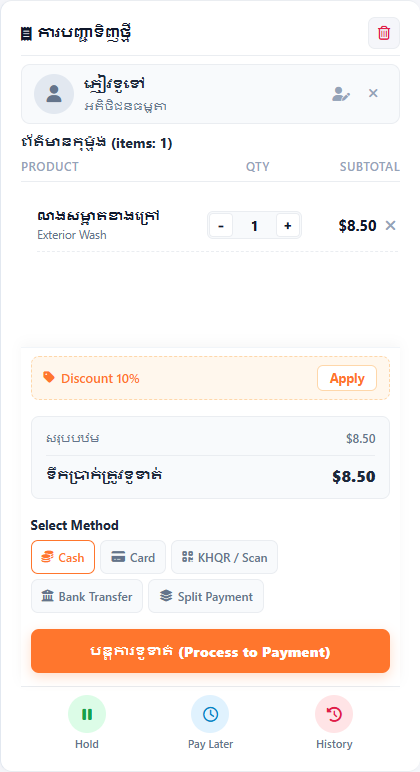 ការបញ្ជាទិញថ្មី
ភ្ញៀវទូទៅ
អតិថិជនធម្មតា
ព័ត៌មានកុម្ម៉ង់ (items: 1)
PRODUCT QTY SUBTOTAL
លាងសម្អាតខាងក្រៅ - 1 + $8.50
Exterior Wash
Discount 10% Apply
សរុបបឋម $8.50
ទឹកប្រាក់ត្រូវទូទាត់ $8.50
Select Method
Cash Card KHQR / Scan
Bank Transfer Split Payment
បន្តការទូទាត់ (Process to Payment)
Hold Pay Later History